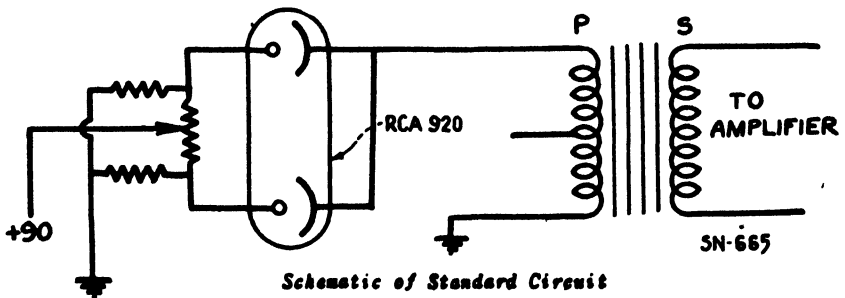 P S
RCA 920
TO
AMPLIFIER
+90
SN-665
Schematic of Standard Circuit